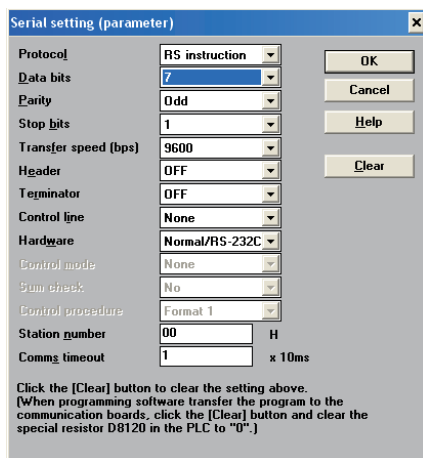 Serial setting (parameter)
Protocol RS instruction OK
Data bits 7
Cancel
Parity Odd
Stop bits 1 Help
Transfer speed (bps) 9600
Header OFF Clear
Terminator OFF
Control line None
Hardware Normal/RS-232C
Control mode None
Sum check No
Control procedure Format 1
Station number 00 H
Comms timeout 1 x 10ms
Click the [Clear] button to clear the setting above.
(When programming software transfer the program to the
communication boards, click the [Clear] button and clear the
special resistor D8120 in the PLC to "0".)